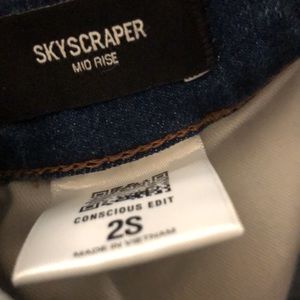 SKYSCRAPER
MID RISE
CONSCIOUS EDIT
2S
MADE IN VIETNAM